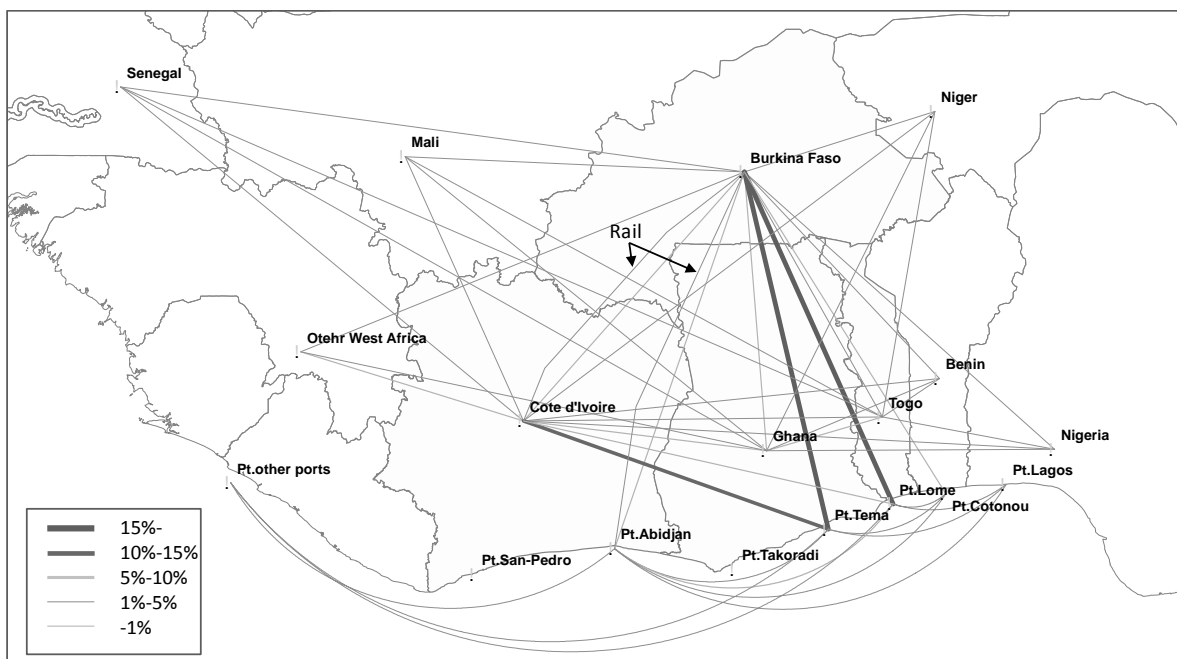 Senegal
Niger
Mali
Burkina Faso
Rail
Otehr West Africa
Benin
Cote d'Ivoire
Togo
Ghana
Nigeria
Pt.other ports
Pt.Lagos
Pt.Lome
Pt.Cotonou
Pt.Tema
Pt.Abidjan
Pt.Takoradi
Pt.San-Pedro
15%-
10%-15%
5%-10%
1%-5%
-1%